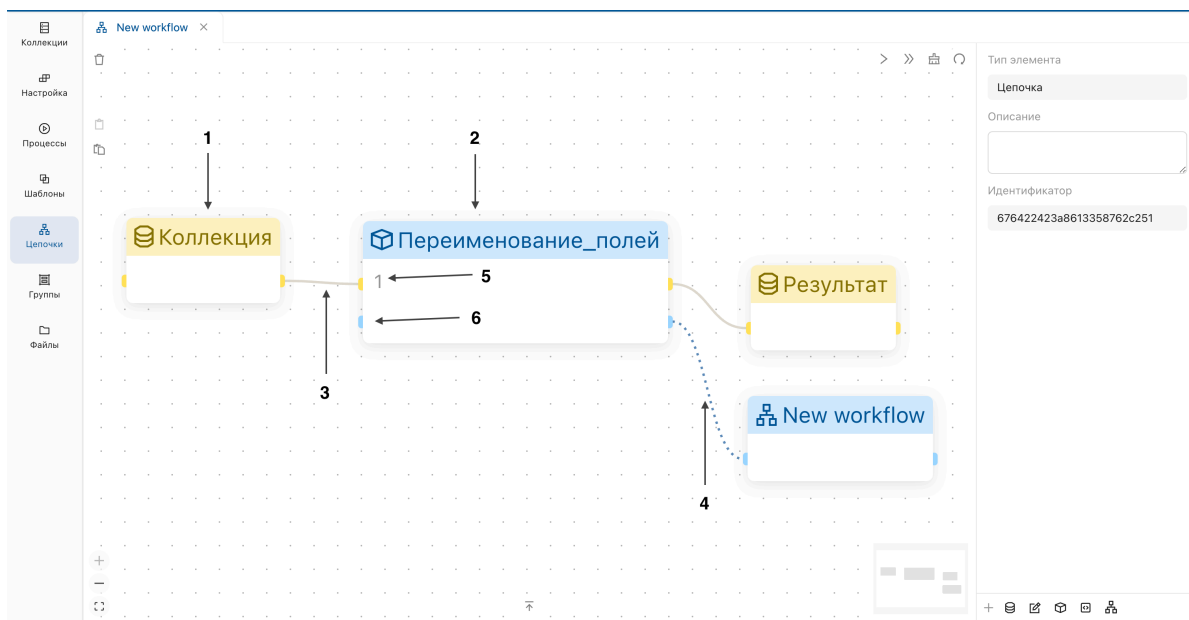 Коллекции
Настройка
Процессы
Шаблоны
Цепочки
Группы
Файлы
New workflow
1
2
Коллекция
Переименование_полей
1
5
6
3
Результат
New workflow
4
Тип элемента
Цепочка
Описание
Идентификатор
676422423a8613358762c251